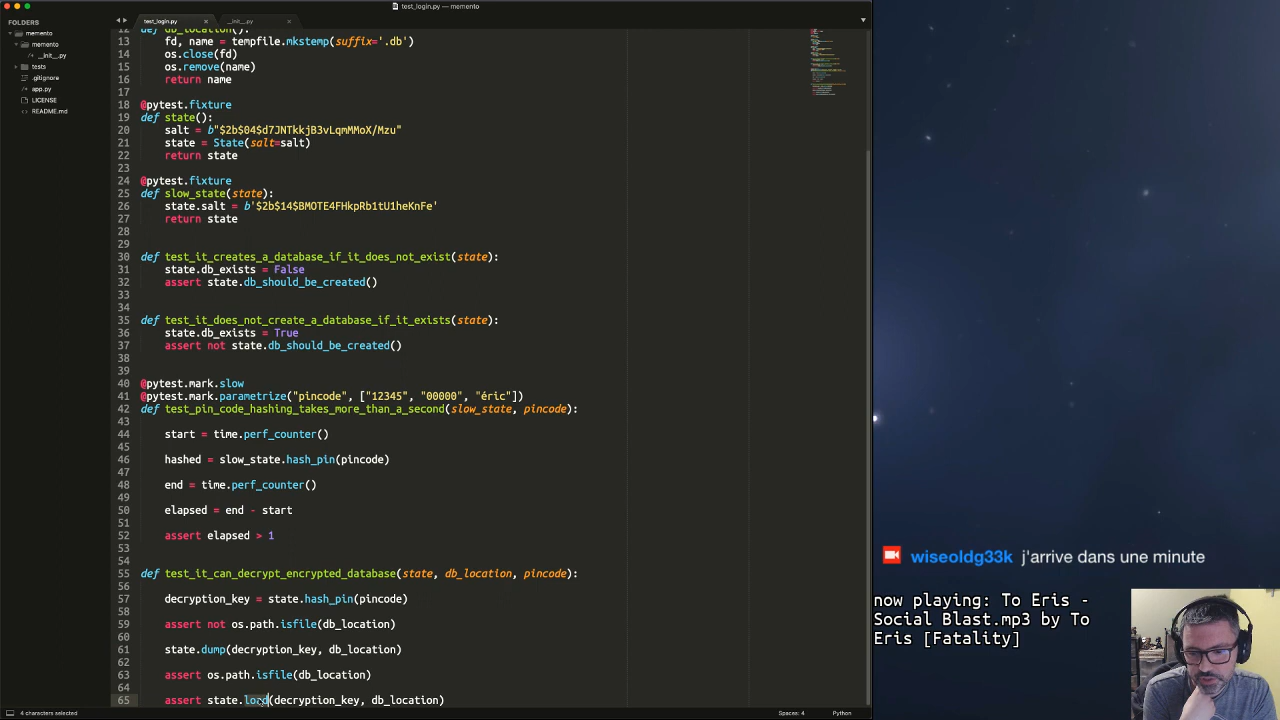 test_login.py — memento
FOLDERS
memento
memento
__init__.py
tests
.gitignore
app.py
LICENSE
README.md
test_login.py ×
__init__.py ×
12 def db_location():
13 fd, name = tempfile.mkstemp(suffix='.db')
14 os.close(fd)
15 os.remove(name)
16 return name
17
18 @pytest.fixture
19 def state():
20 salt = b"$2b$04$d7JNTkkjB3vLqmMMoX/Mzu"
21 state = State(salt=salt)
22 return state
23
24 @pytest.fixture
25 def slow_state(state):
26 state.salt = b'$2b$14$BMOTE4FHkpRb1tU1heKnFe'
27 return state
28
29
30 def test_it_creates_a_database_if_it_does_not_exist(state):
31 state.db_exists = False
32 assert state.db_should_be_created()
33
34
35 def test_it_does_not_create_a_database_if_it_exists(state):
36 state.db_exists = True
37 assert not state.db_should_be_created()
38
39
40 @pytest.mark.slow
41 @pytest.mark.parametrize("pincode", ["12345", "00000", "éric"])
42 def test_pin_code_hashing_takes_more_than_a_second(slow_state, pincode):
43
44 start = time.perf_counter()
45
46 hashed = slow_state.hash_pin(pincode)
47
48 end = time.perf_counter()
49
50 elapsed = end - start
51
52 assert elapsed > 1
53
54
55 def test_it_can_decrypt_encrypted_database(state, db_location, pincode):
56
57 decryption_key = state.hash_pin(pincode)
58
59 assert not os.path.isfile(db_location)
60
61 state.dump(decryption_key, db_location)
62
63 assert os.path.isfile(db_location)
64
65 assert state.load(decryption_key, db_location)
4 characters selected
Spaces: 4
Python
wiseoldg33k j'arrive dans une minute
now playing: To Eris -
Social Blast.mp3 by To
Eris [Fatality]